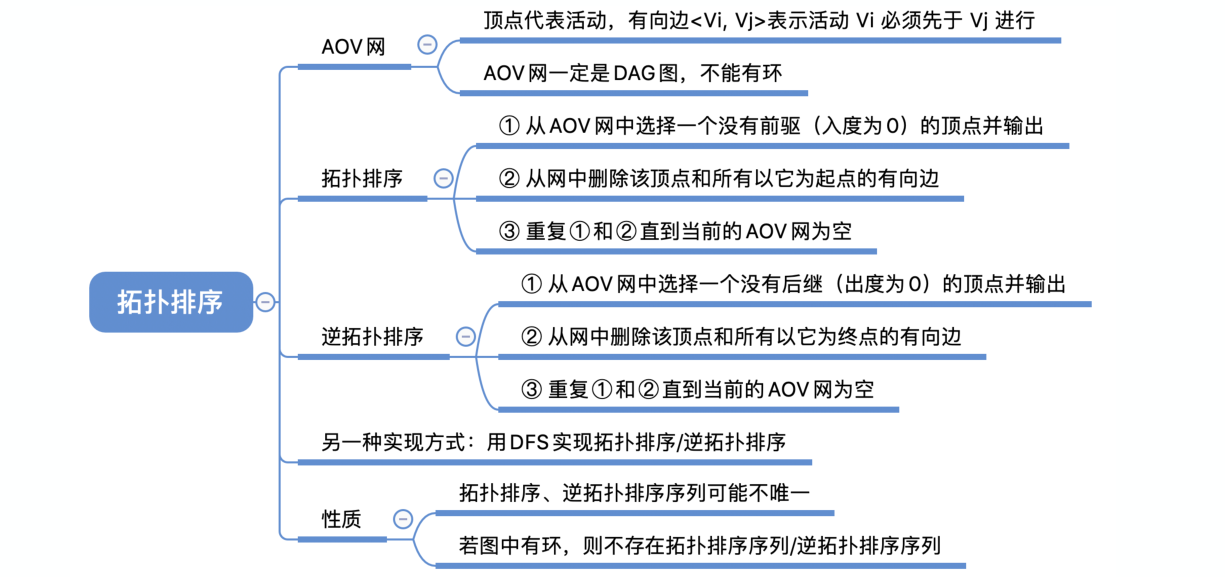 拓扑排序
AOV网
顶点代表活动，有向边<Vi, Vj>表示活动 Vi 必须先于 Vj 进行
AOV网一定是DAG图，不能有环
拓扑排序
① 从AOV网中选择一个没有前驱（入度为0）的顶点并输出
② 从网中删除该顶点和所有以它为起点的有向边
③ 重复①和②直到当前的AOV网为空
逆拓扑排序
① 从AOV网中选择一个没有后继（出度为0）的顶点并输出
② 从网中删除该顶点和所有以它为终点的有向边
③ 重复①和②直到当前的AOV网为空
另一种实现方式：用DFS实现拓扑排序/逆拓扑排序
性质
拓扑排序、逆拓扑排序序列可能不唯一
若图中有环，则不存在拓扑排序序列/逆拓扑排序序列